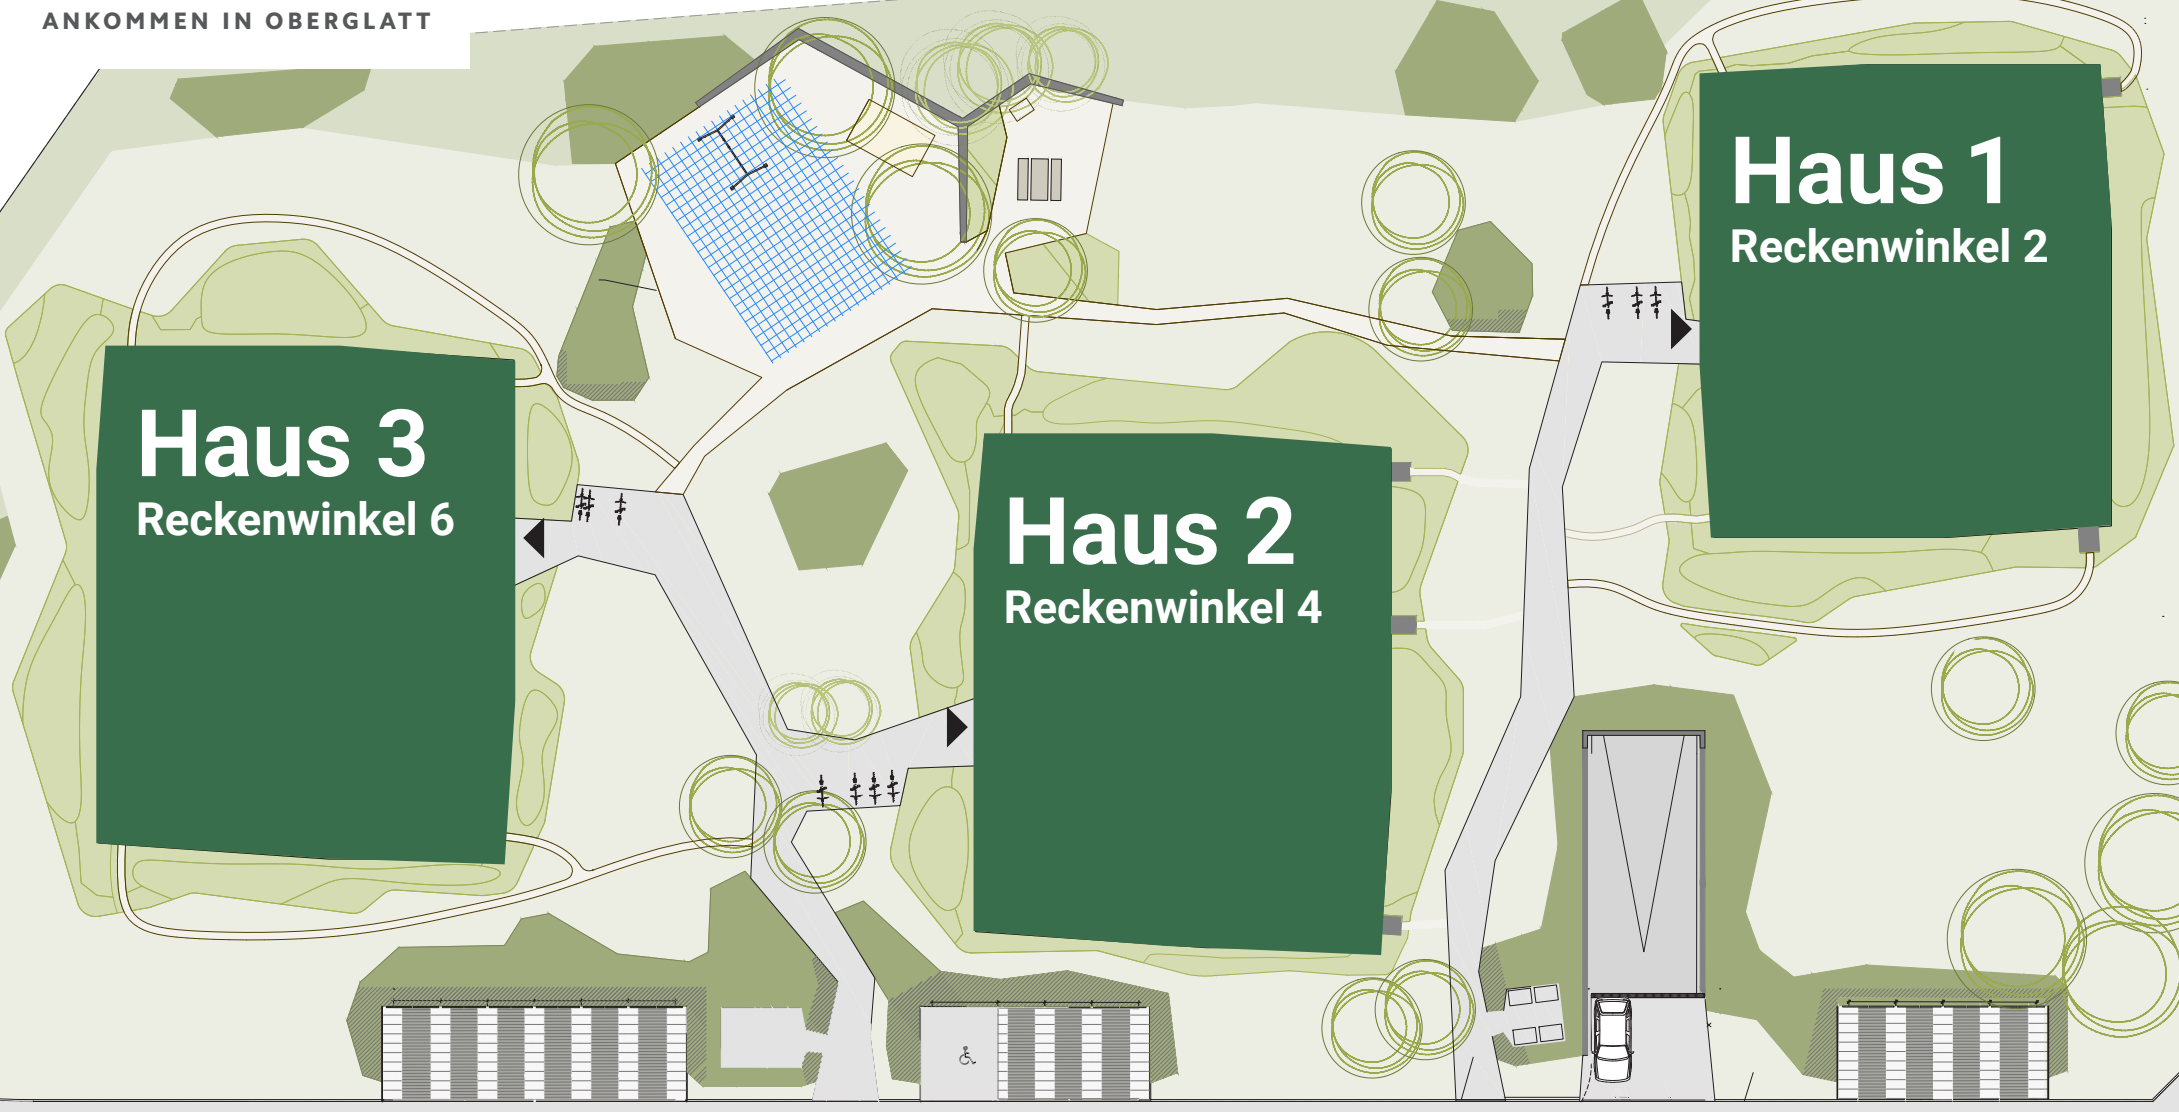 ANKOMMEN IN OBERGLATT
Haus 1
Reckenwinkel 2
Haus 3
Reckenwinkel 6
Haus 2
Reckenwinkel 4